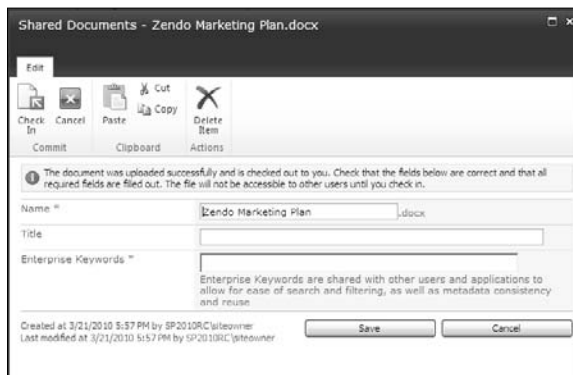 Shared Documents - Zendo Marketing Plan.docx
Edit
Check In
Cancel
Paste
Cut
Copy
Delete Item
Commit
Clipboard
Actions
The document was uploaded successfully and is checked out to you. Check that the fields below are correct and that all
required fields are filled out. The file will not be accessible to other users until you check in.
Name *
Zendo Marketing Plan .docx
Title
Enterprise Keywords *
Enterprise Keywords are shared with other users and applications to
allow for ease of search and filtering, as well as metadata consistency
and reuse
Created at 3/21/2010 5:57 PM by SP2010RC\siteowner
Last modified at 3/21/2010 5:57 PM by SP2010RC\siteowner
Save
Cancel